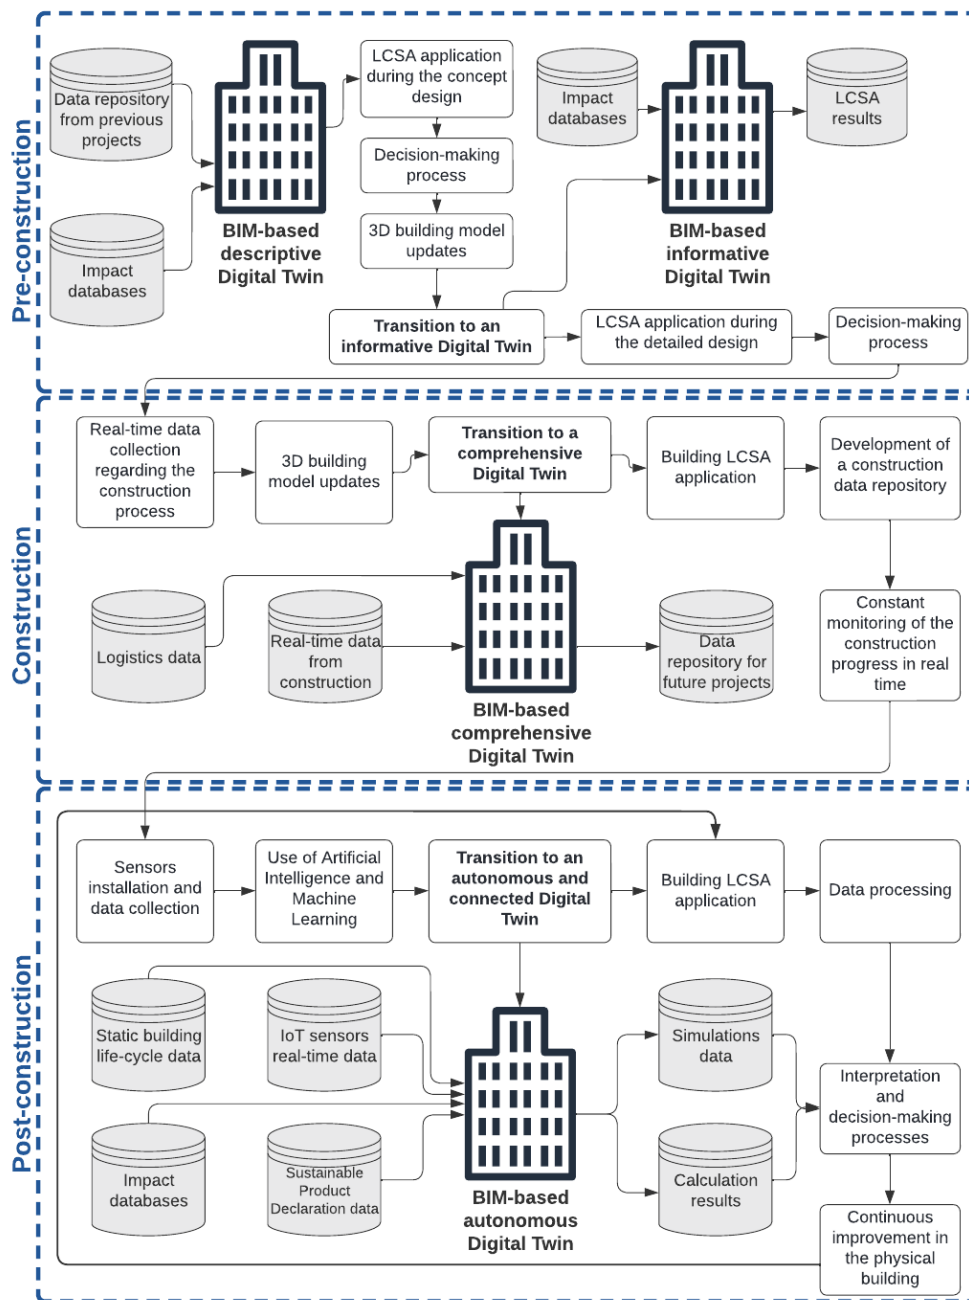 Pre-construction
Data repository
from previous
projects
Impact
databases
BIM-based
descriptive
Digital Twin
LCSA application
during the concept
design
Decision-making
process
3D building model
updates
Transition to an
informative Digital Twin
Impact
databases
BIM-based
informative
Digital Twin
LCSA
results
LCSA application during
the detailed design
Decision-making
process
Construction
Real-time data
collection
regarding the
construction
process
3D building
model updates
Transition to a
comprehensive
Digital Twin
Building LCSA
application
Development of
a construction
data repository
Logistics data
Real-time data
from
construction
BIM-based
comprehensive
Digital Twin
Data
repository for
future projects
Constant
monitoring of the
construction
progress in real
time
Post-construction
Sensors
installation and
data collection
Use of Artificial
Intelligence and
Machine
Learning
Transition to an
autonomous and
connected Digital
Twin
Building LCSA
application
Data processing
Static building
life-cycle data
IoT sensors
real-time data
Impact
databases
Sustainable
Product
Declaration data
BIM-based
autonomous
Digital Twin
Simulations
data
Calculation
results
Interpretation
and
decision-making
processes
Continuous
improvement in
the physical
building